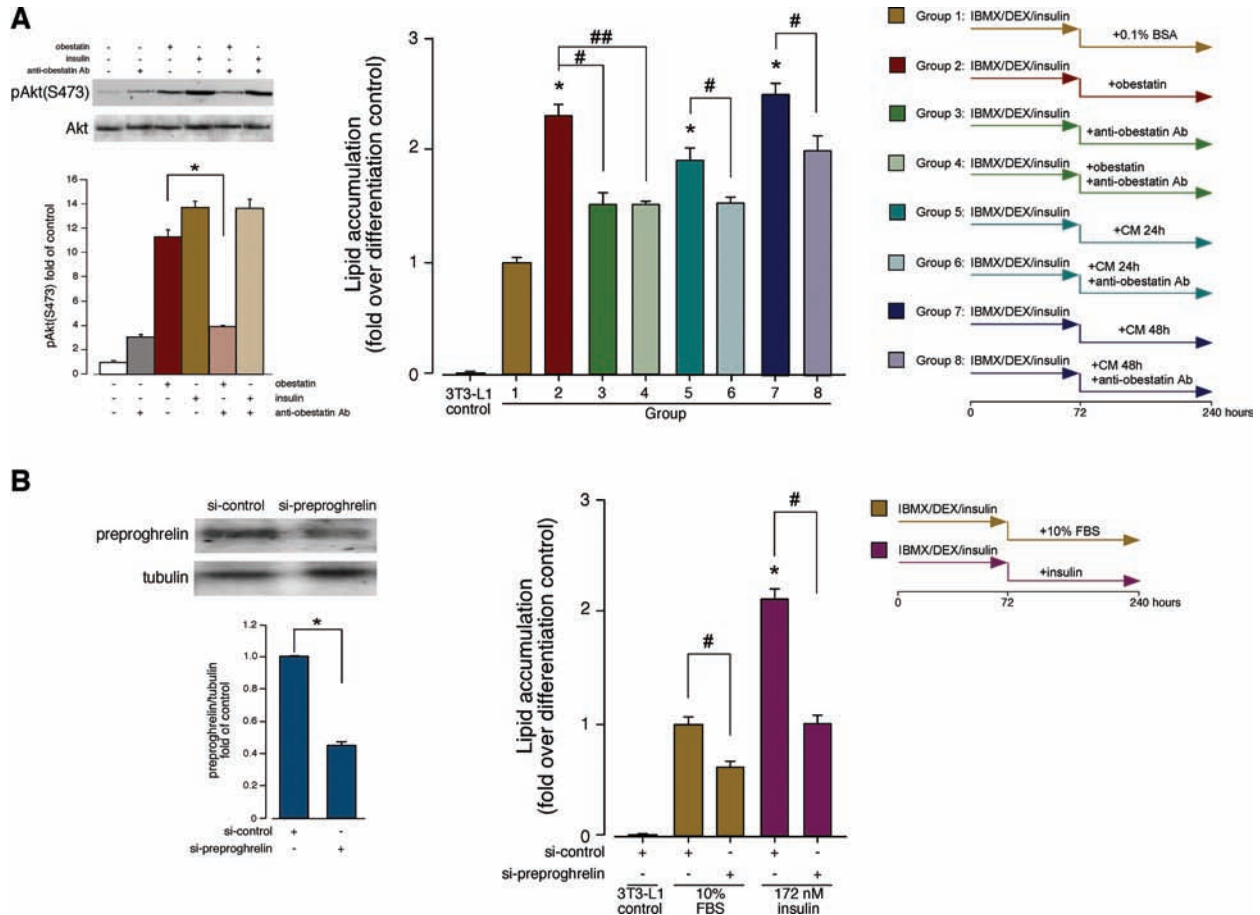 A
obestatin - - + - + -
insulin - - - + - +
anti-obestatin Ab - + - - + +
pAkt(S473)
Akt
pAkt(S473) fold of control
16
14
12
10
8
6
4
2
0
*
- - + - + - obestatin
- - - + - + insulin
- + - - + + anti-obestatin Ab
Lipid accumulation
(fold over differentiation control)
3
2
1
0
* # ## * # * #
3T3-L1
control
1 2 3 4 5 6 7 8
Group
Group 1: IBMX/DEX/insulin
+0.1% BSA
Group 2: IBMX/DEX/insulin
+obestatin
Group 3: IBMX/DEX/insulin
+anti-obestatin Ab
Group 4: IBMX/DEX/insulin
+obestatin
+anti-obestatin Ab
Group 5: IBMX/DEX/insulin
+CM 24h
Group 6: IBMX/DEX/insulin
+CM 24h
+anti-obestatin Ab
Group 7: IBMX/DEX/insulin
+CM 48h
Group 8: IBMX/DEX/insulin
+CM 48h
+anti-obestatin Ab
0 72 240 hours
B
si-control si-preproghrelin
preproghrelin
tubulin
preproghrelin/tubulin
fold of control
1.2
1.0
0.8
0.6
0.4
0.2
0
*
si-control + -
si-preproghrelin - +
Lipid accumulation
(fold over differentiation control)
3
2
1
0
# * #
si-control + + - + -
si-preproghrelin - - + - +
3T3-L1
control
10%
FBS
172 nM
insulin
IBMX/DEX/insulin
+10% FBS
IBMX/DEX/insulin
+insulin
0 72 240 hours